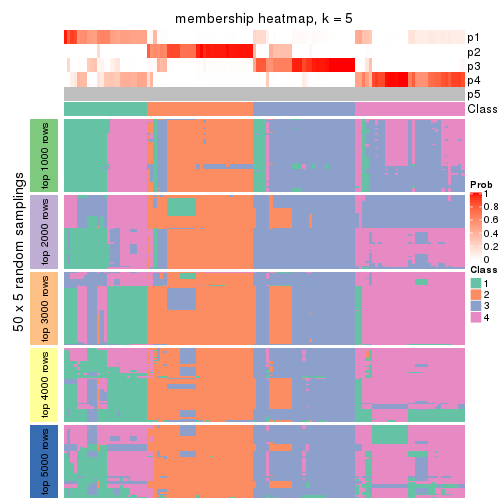 membership heatmap, k = 5
p1
p2
p3
p4
p5
Class
50 x 5 random samplings
top 1000 rows
top 2000 rows
top 3000 rows
top 4000 rows
top 5000 rows
Prob
1
0.8
0.6
0.4
0.2
0
Class
1
2
3
4